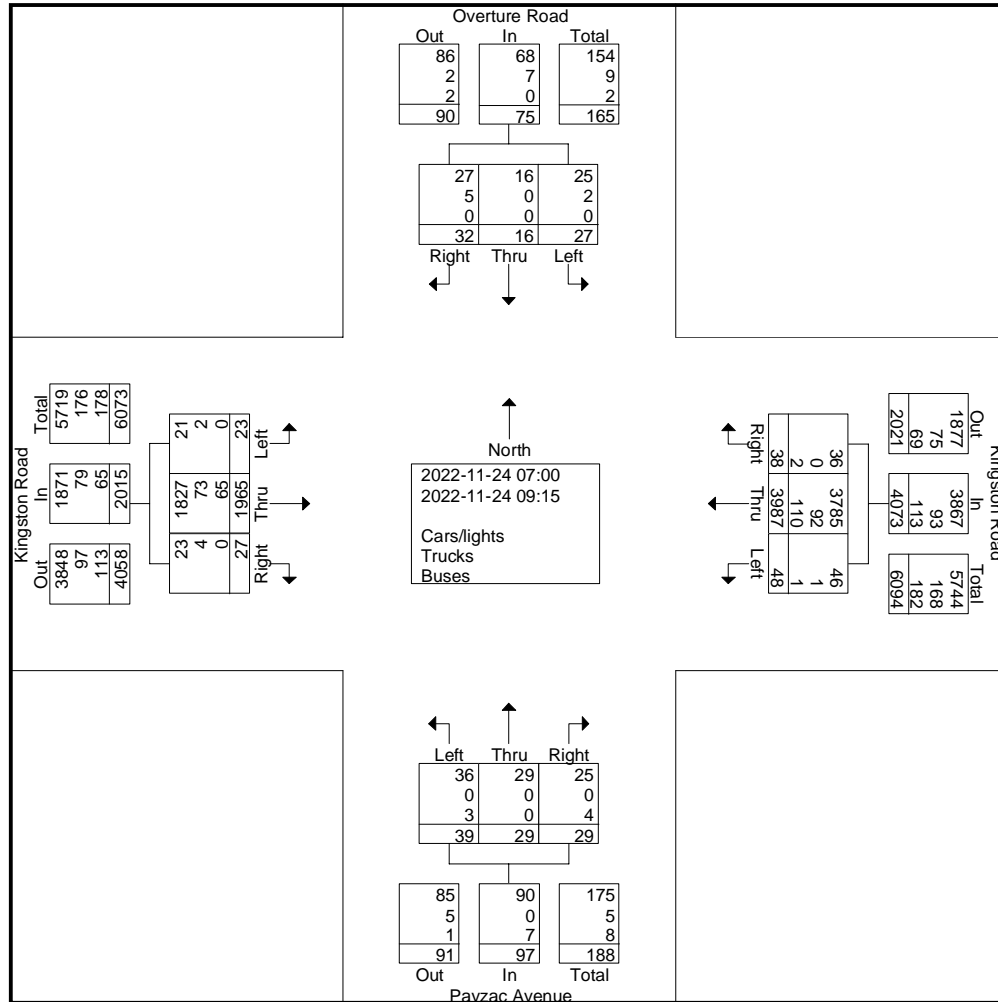 Overture Road
Out In Total
86 68 154
2 7 9
2 0 2
90 75 165
27 16 25
5 0 2
0 0 0
32 16 27
Right Thru Left
Kingston Road
Total In Out
5719 1871 3848
176 79 97
178 65 113
6073 2015 4058
21 1827 23
2 73 4
0 65 0
23 1965 27
Left Thru Right
North
2022-11-24 07:00
2022-11-24 09:15
Cars/lights
Trucks
Buses
Right Thru Left
36 3785 46
0 92 1
2 110 1
38 3987 48
Kingston Road
Out In Total
1877 3867 5744
75 93 168
69 113 182
2021 4073 6094
Left Thru Right
36 29 25
0 0 0
3 0 4
39 29 29
85 90 175
5 0 5
1 7 8
91 97 188
Out In Total
Payzac Avenue